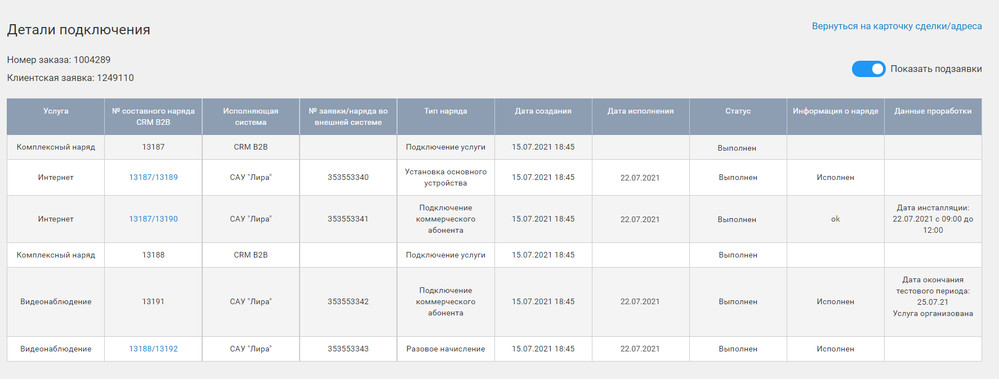 Детали подключения
Вернуться на карточку сделки/адреса
Номер заказа: 1004289
Клиентская заявка: 1249110
Показать подзаявки
Услуга
№ составного наряда
CRM B2B
Исполняющая
система
№ заявки/наряда во
внешней системе
Тип наряда
Дата создания
Дата исполнения
Статус
Информация о наряде
Данные проработки
Комплексный наряд
13187
CRM B2B
Подключение услуги
15.07.2021 18:45
Выполнен
Интернет
13187/13189
САУ "Лира"
353553340
Установка основного
устройства
15.07.2021 18:45
22.07.2021
Выполнен
Исполнен
Интернет
13187/13190
САУ "Лира"
353553341
Подключение
коммерческого
абонента
15.07.2021 18:45
22.07.2021
Выполнен
ok
Дата инсталляции:
22.07.2021 с 09:00 до
12:00
Комплексный наряд
13188
CRM B2B
Подключение услуги
15.07.2021 18:45
Выполнен
Видеонаблюдение
13191
САУ "Лира"
353553342
Подключение
коммерческого
абонента
15.07.2021 18:45
22.07.2021
Выполнен
Исполнен
Дата окончания
тестового периода:
25.07.21
Услуга организована
Видеонаблюдение
13188/13192
САУ "Лира"
353553343
Разовое начисление
15.07.2021 18:45
22.07.2021
Выполнен
Исполнен